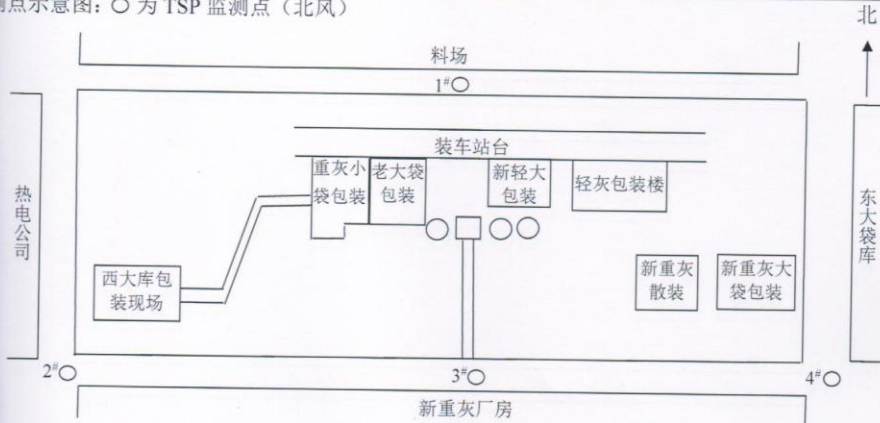 测点示意图：○ 为 TSP 监测点（北风）
北
料场
1#○
装车站台
重灰小
袋包装
老大袋
包装
新轻大
包装
轻灰包装楼
热电公司
东大袋库
西大库包
装现场
新重灰
散装
新重灰大
袋包装
2#○
3#○
4#○
新重灰厂房